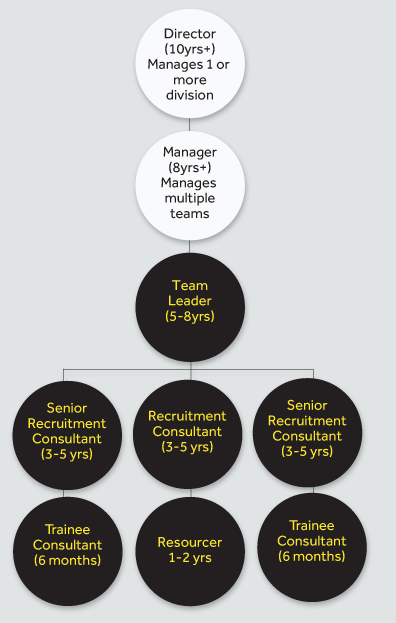 Director
(10yrs+)
Manages 1 or
more
division
Manager
(8yrs+)
Manages
multiple
teams
Team
Leader
(5-8yrs)
Senior
Recruitment
Consultant
(3-5 yrs)
Recruitment
Consultant
(3-5 yrs)
Senior
Recruitment
Consultant
(3-5 yrs)
Trainee
Consultant
(6 months)
Resourcer
1-2 yrs
Trainee
Consultant
(6 months)